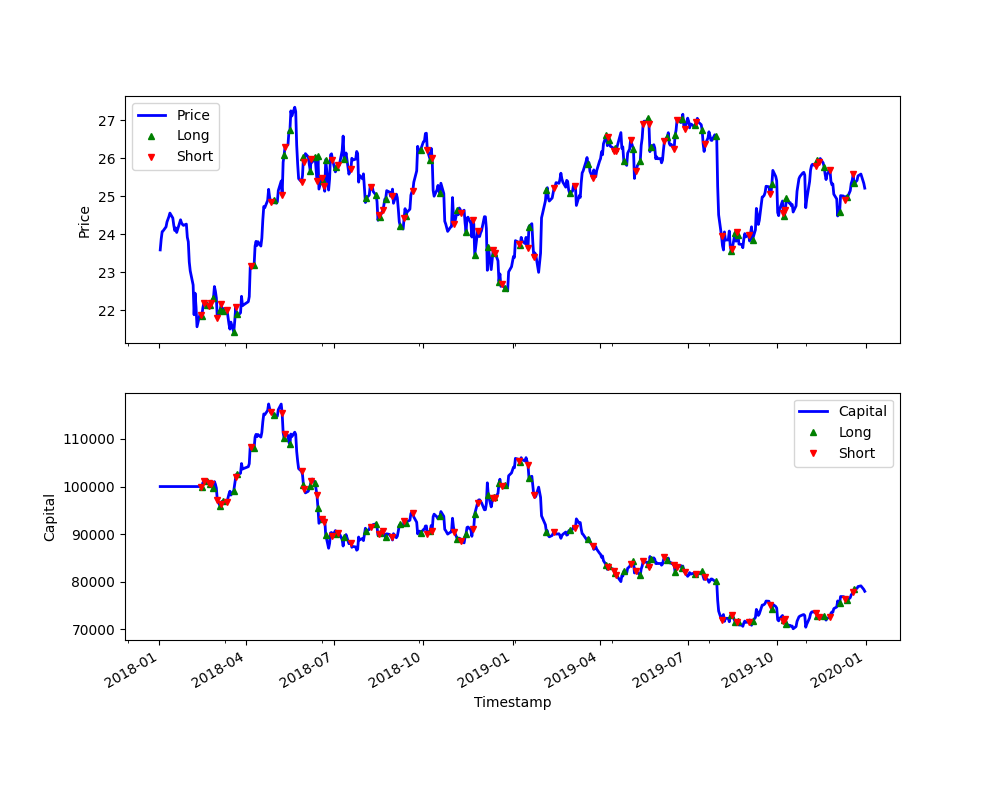 27
26
25
24
23
22
Price
Price
Long
Short
110000
100000
90000
80000
70000
Capital
Capital
Long
Short
2018-01
2018-04
2018-07
2018-10
2019-01
2019-04
2019-07
2019-10
2020-01
Timestamp